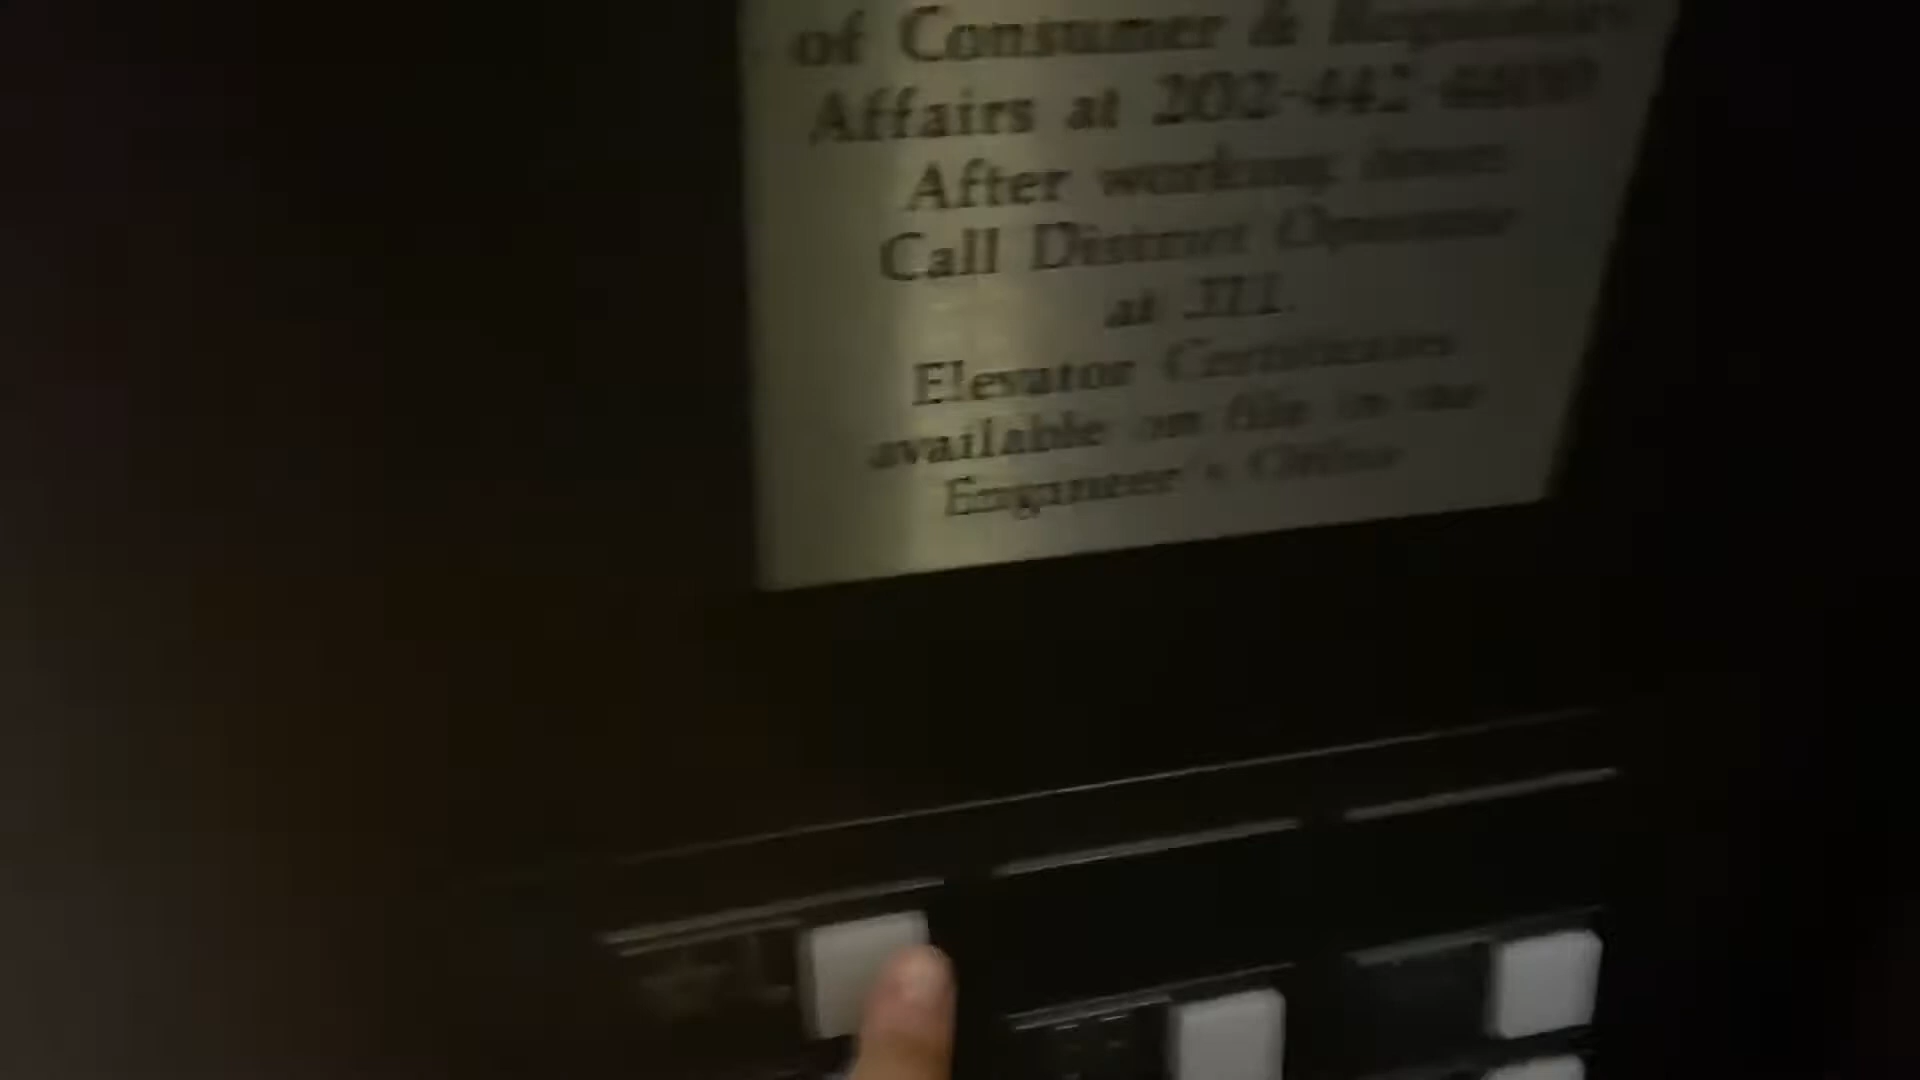 of Consumer & Regulatory
Affairs at 202-442-
After working hours
Call District Operator
at 311.
Elevator Certificates
available on file in the
Engineer's Office